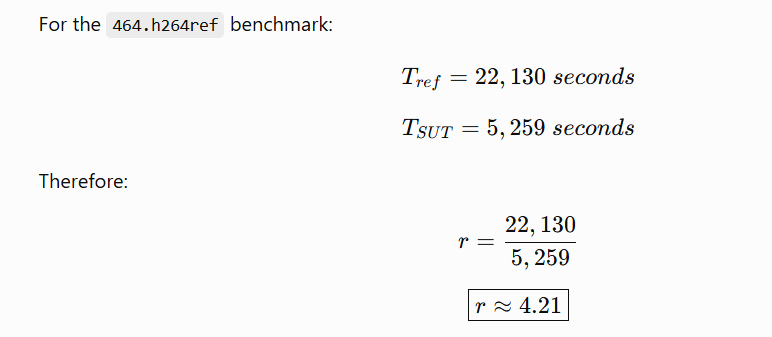 For the 464.h264ref benchmark:
T_ref = 22,130 seconds
T_SUT = 5,259 seconds
Therefore:
r = 22,130 / 5,259
r ≈ 4.21